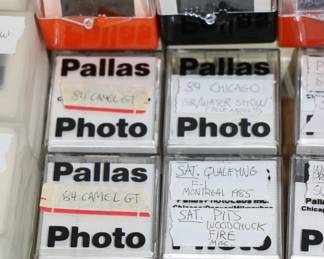 Pallas
84 CAMEL GT
Photo
Pallas
84 CHICAGO
AIR/WATER SHOW
Photo
Pallas
84 CAMEL GT
Photo
SAT. QUALIFYING
F-1
MONTREAL 1985
SAT. PITS
WOODCHUCK
FIRE